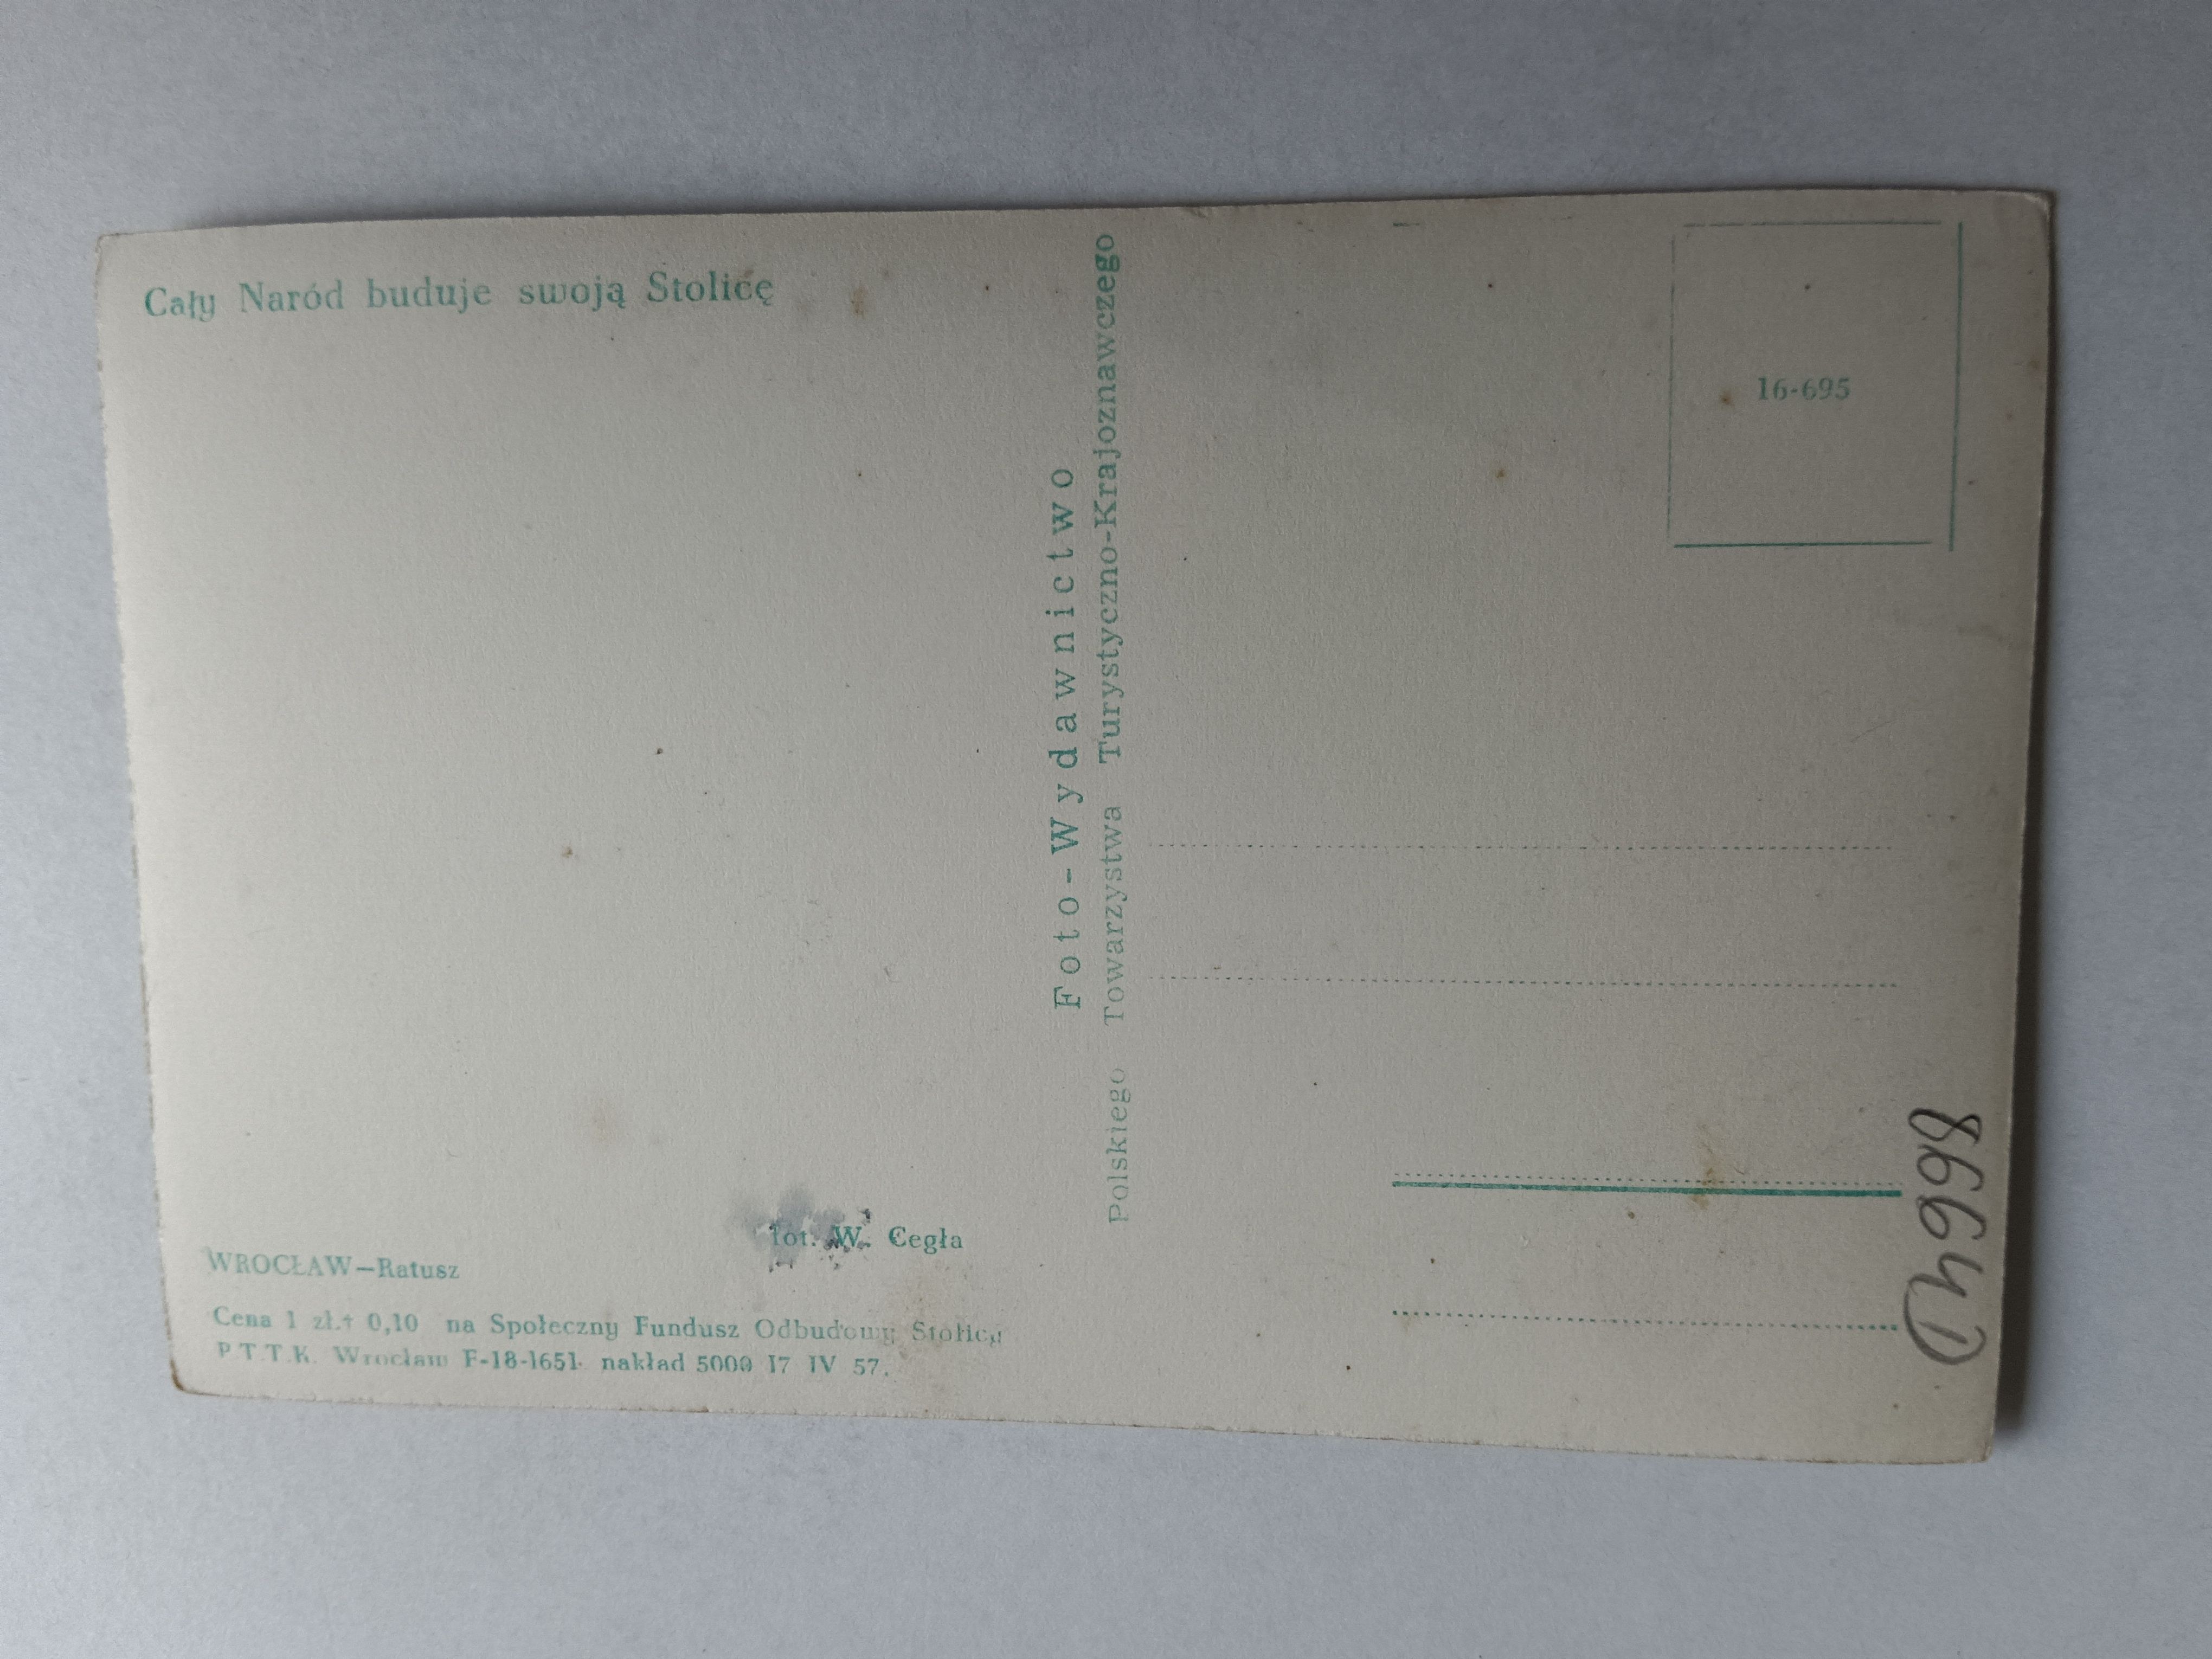 Cały Naród buduje swoją Stolicę
Foto-Wydawnictwo
Polskiego Towarzystwa Turystyczno-Krajoznawczego
16-695
fot. W. Cegła
WROCŁAW—Ratusz
Cena 1 zł.+ 0,10 na Społeczny Fundusz Odbudowy Stolicy
P.T.T.K. Wrocław F-18-1651. nakład 5000 17 IV 57.
8664D